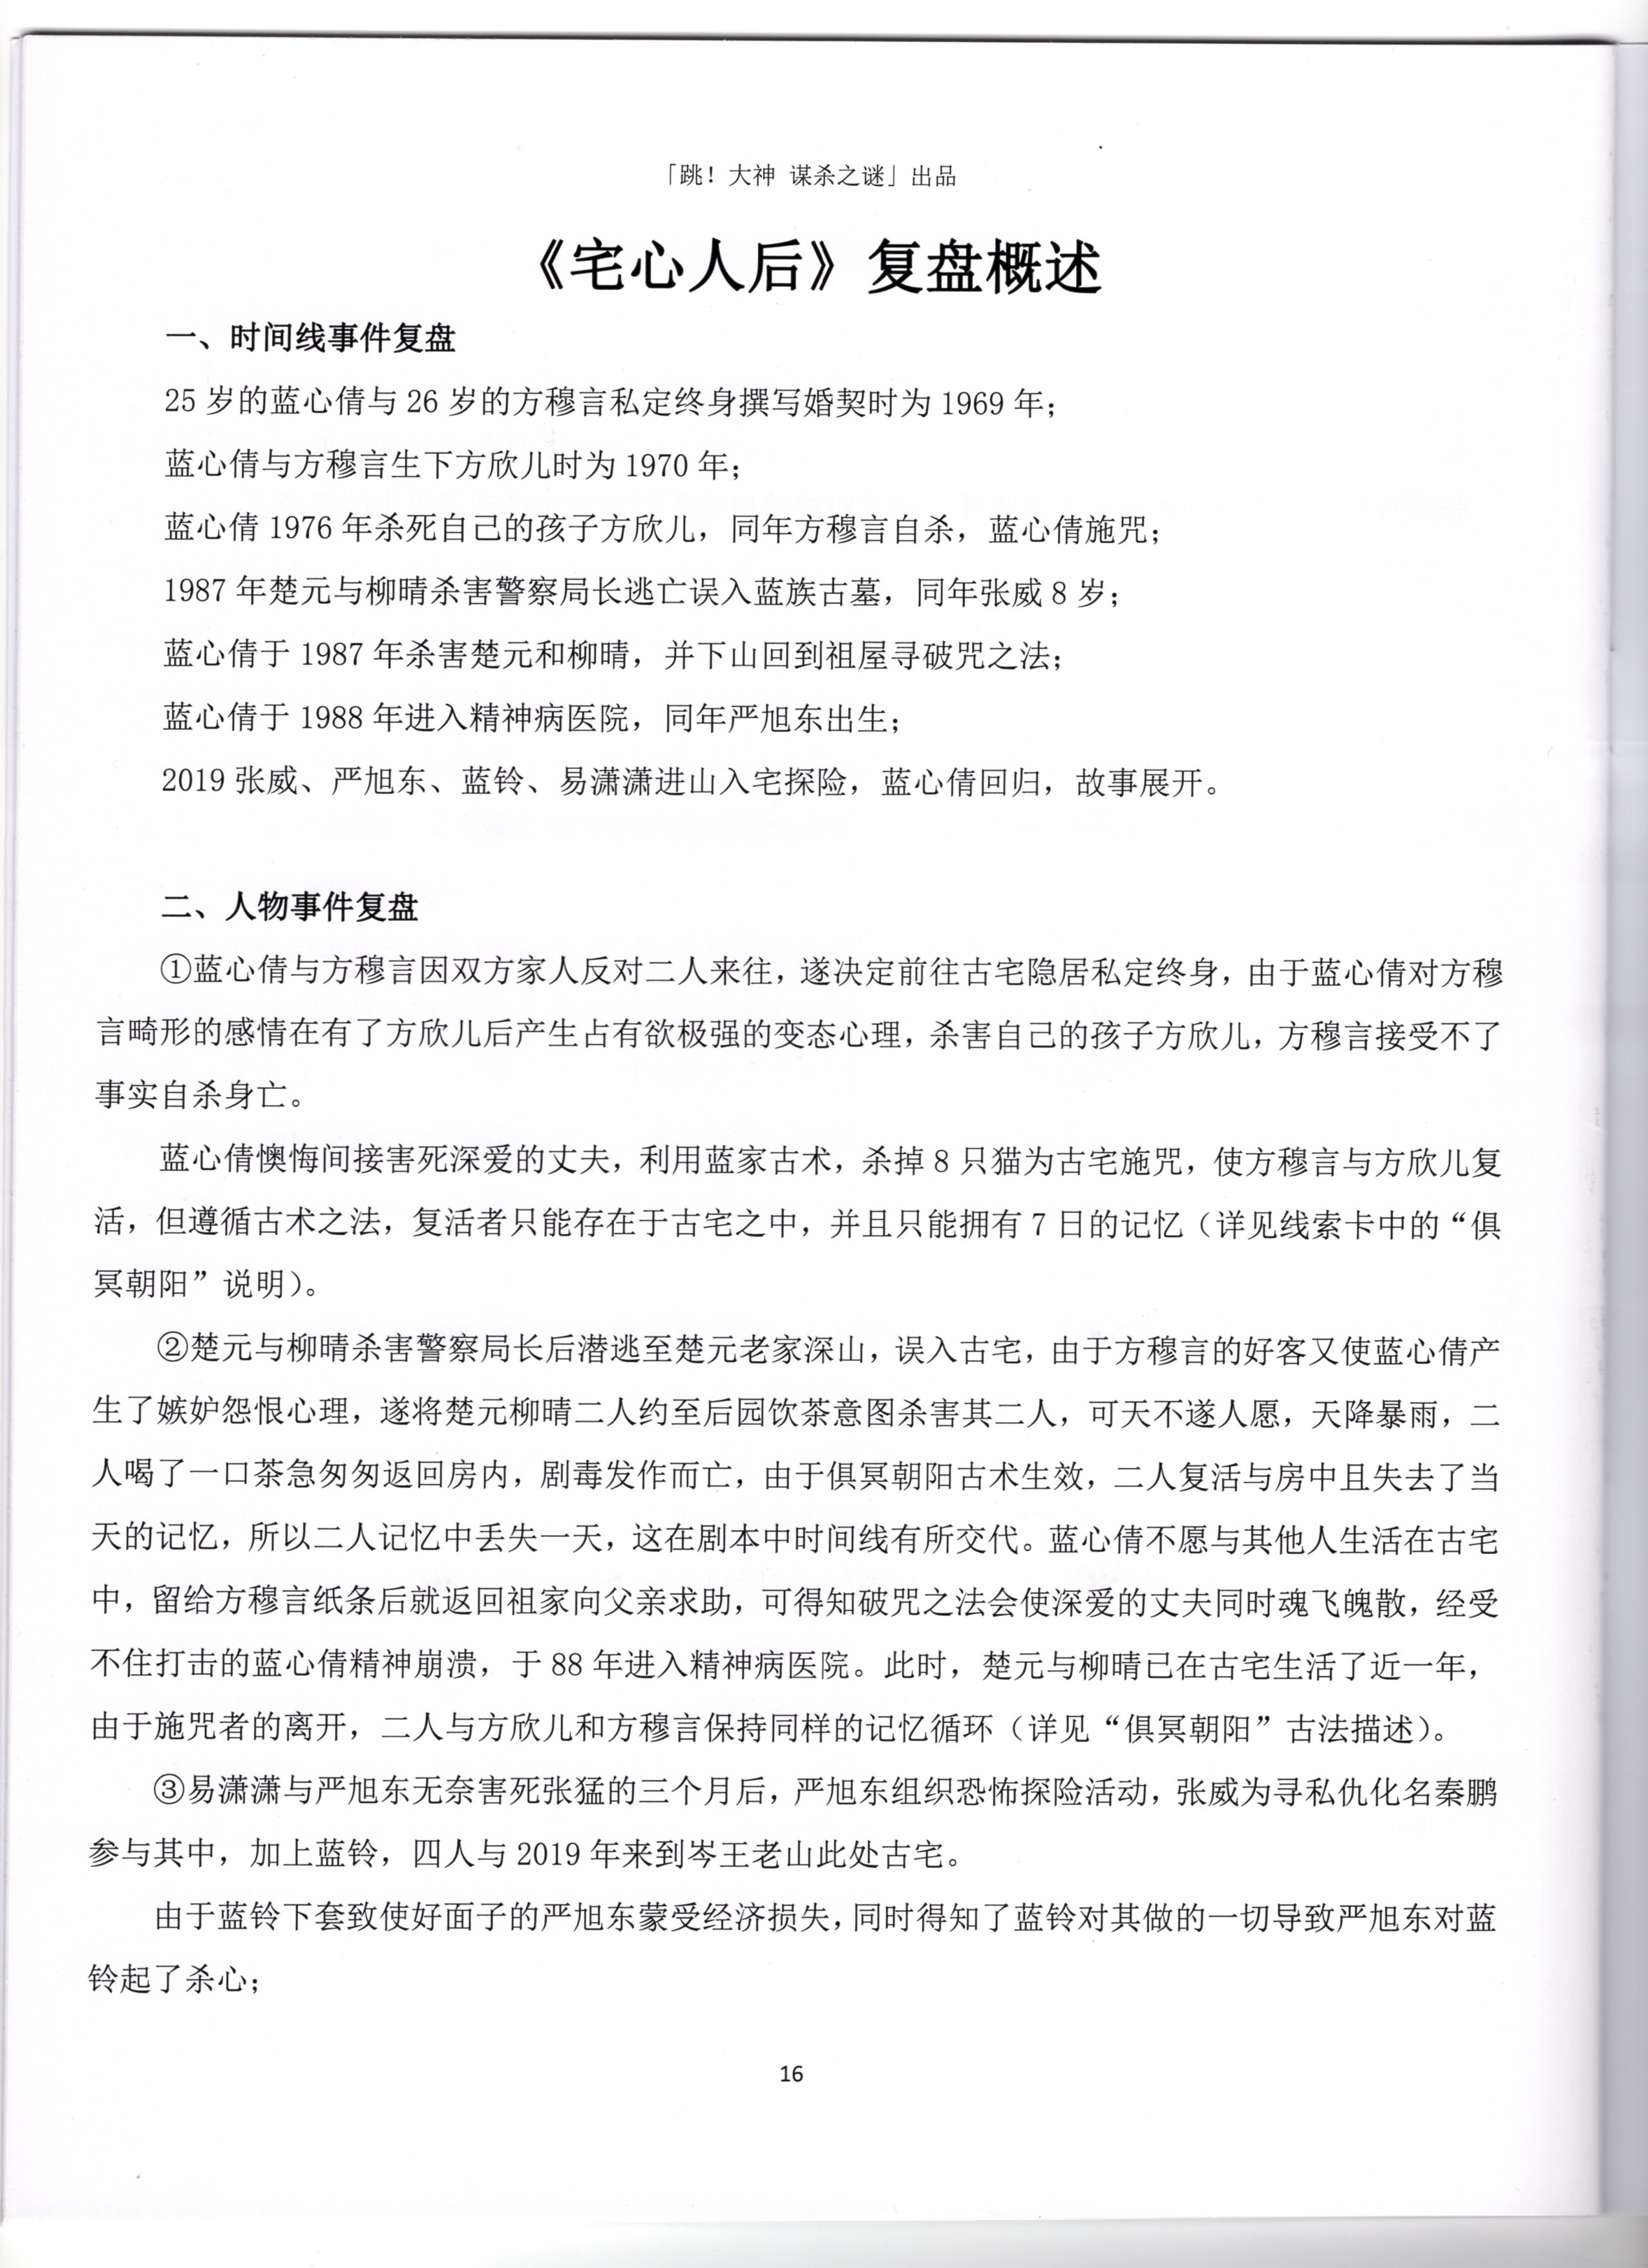 「跳！大神 谋杀之谜」出品
《宅心人后》复盘概述
一、时间线事件复盘
25 岁的蓝心倩与 26 岁的方穆言私定终身撰写婚契时为 1969 年；
蓝心倩与方穆言生下方欣儿时为 1970 年；
蓝心倩 1976 年杀死自己的孩子方欣儿，同年方穆言自杀，蓝心倩施咒；
1987 年楚元与柳晴杀害警察局长逃亡误入蓝族古墓，同年张威 8 岁；
蓝心倩于 1987 年杀害楚元和柳晴，并下山回到祖屋寻破咒之法；
蓝心倩于 1988 年进入精神病医院，同年严旭东出生；
2019 张威、严旭东、蓝铃、易潇潇进山入宅探险，蓝心倩回归，故事展开。
二、人物事件复盘
①蓝心倩与方穆言因双方家人反对二人来往，遂决定前往古宅隐居私定终身，由于蓝心倩对方穆
言畸形的感情在有了方欣儿后产生占有欲极强的变态心理，杀害自己的孩子方欣儿，方穆言接受不了
事实自杀身亡。
蓝心倩懊悔间接害死深爱的丈夫，利用蓝家古术，杀掉 8 只猫为古宅施咒，使方穆言与方欣儿复
活，但遵循古术之法，复活者只能存在于古宅之中，并且只能拥有 7 日的记忆（详见线索卡中的“俱
冥朝阳”说明）。
②楚元与柳晴杀害警察局长后潜逃至楚元老家深山，误入古宅，由于方穆言的好客又使蓝心倩产
生了嫉妒怨恨心理，遂将楚元柳晴二人约至后园饮茶意图杀害其二人，可天不遂人愿，天降暴雨，二
人喝了一口茶急匆匆返回房内，剧毒发作而亡，由于俱冥朝阳古术生效，二人复活与房中且失去了当
天的记忆，所以二人记忆中丢失一天，这在剧本中时间线有所交代。蓝心倩不愿与其他人生活在古宅
中，留给方穆言纸条后就返回祖家向父亲求助，可得知破咒之法会使深爱的丈夫同时魂飞魄散，经受
不住打击的蓝心倩精神崩溃，于 88 年进入精神病医院。此时，楚元与柳晴已在古宅生活了近一年，
由于施咒者的离开，二人与方欣儿和方穆言保持同样的记忆循环（详见“俱冥朝阳”古法描述）。
③易潇潇与严旭东无奈害死张猛的三个月后，严旭东组织恐怖探险活动，张威为寻私仇化名秦鹏
参与其中，加上蓝铃，四人与 2019 年来到岑王老山此处古宅。
由于蓝铃下套致使好面子的严旭东蒙受经济损失，同时得知了蓝铃对其做的一切导致严旭东对蓝
铃起了杀心；
16